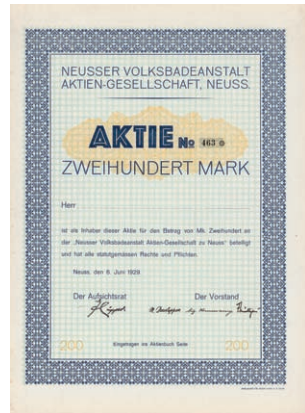 NEUSSER VOLKSBADEANSTALT
AKTIEN-GESELLSCHAFT, NEUSS.
AKTIE No 463
ZWEIHUNDERT MARK
Herr
ist als Inhaber dieser Aktie für den Betrag von Mk. Zweihundert an
der „Neusser Volksbadeanstalt Aktien-Gesellschaft zu Neuss" beteiligt
und hat alle statutgemässen Rechte und Pflichten.
Neuss, den 6. Juni 1928
Der Aufsichtsrat Der Vorstand
200 Eingetragen im Aktienbuch Seite 200